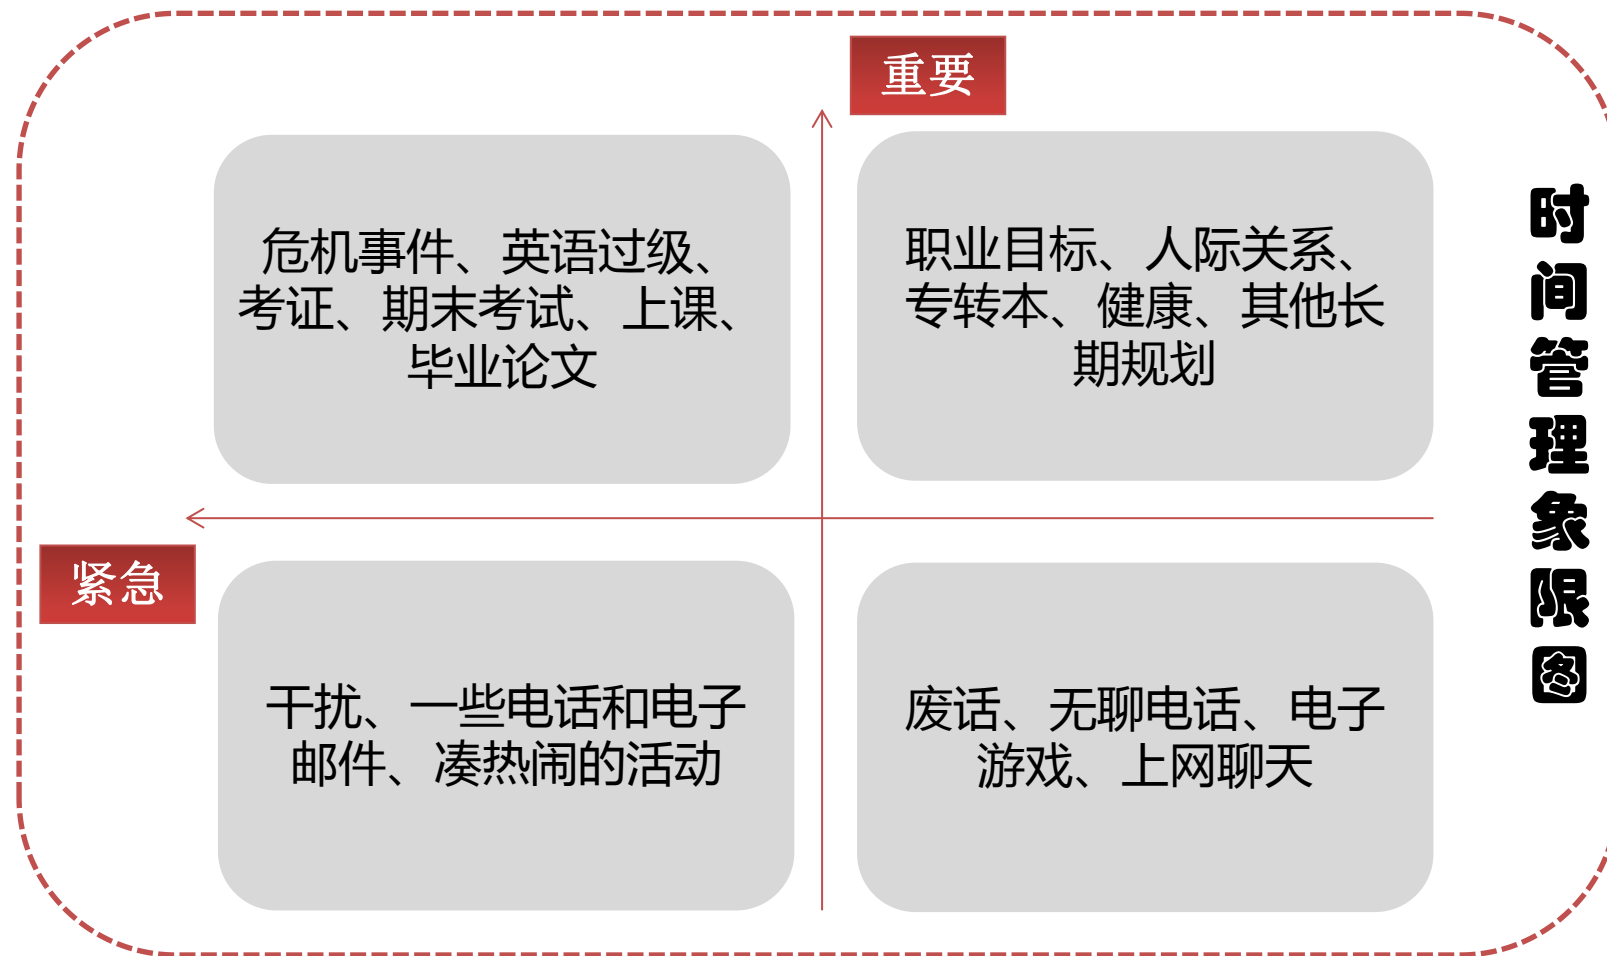 重要
危机事件、英语过级、
考证、期末考试、上课、
毕业论文
职业目标、人际关系、
专转本、健康、其他长
期规划
紧急
干扰、一些电话和电子
邮件、凑热闹的活动
废话、无聊电话、电子
游戏、上网聊天
时间管理象限图